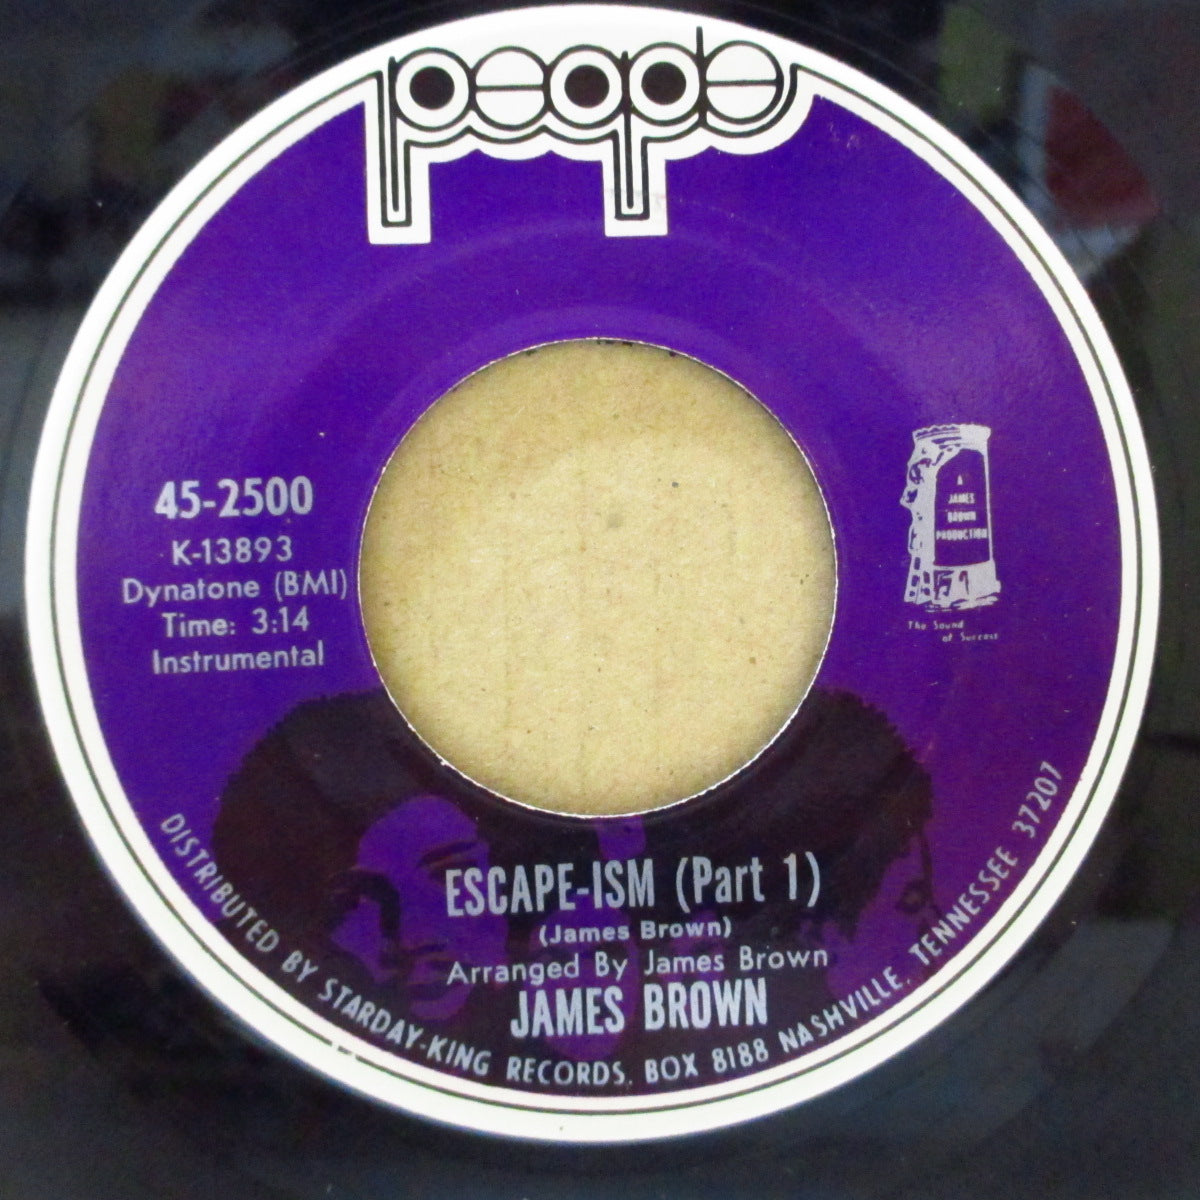 people
45-2500
K-13893
Dynatone (BMI)
Time: 3:14
Instrumental
A
JAMES
BROWN
PRODUCTION
The Sound
of Success
ESCAPE-ISM (Part 1)
(James Brown)
Arranged By James Brown
JAMES BROWN
DISTRIBUTED BY STARDAY-KING RECORDS, BOX 8188 NASHVILLE, TENNESSEE 37207